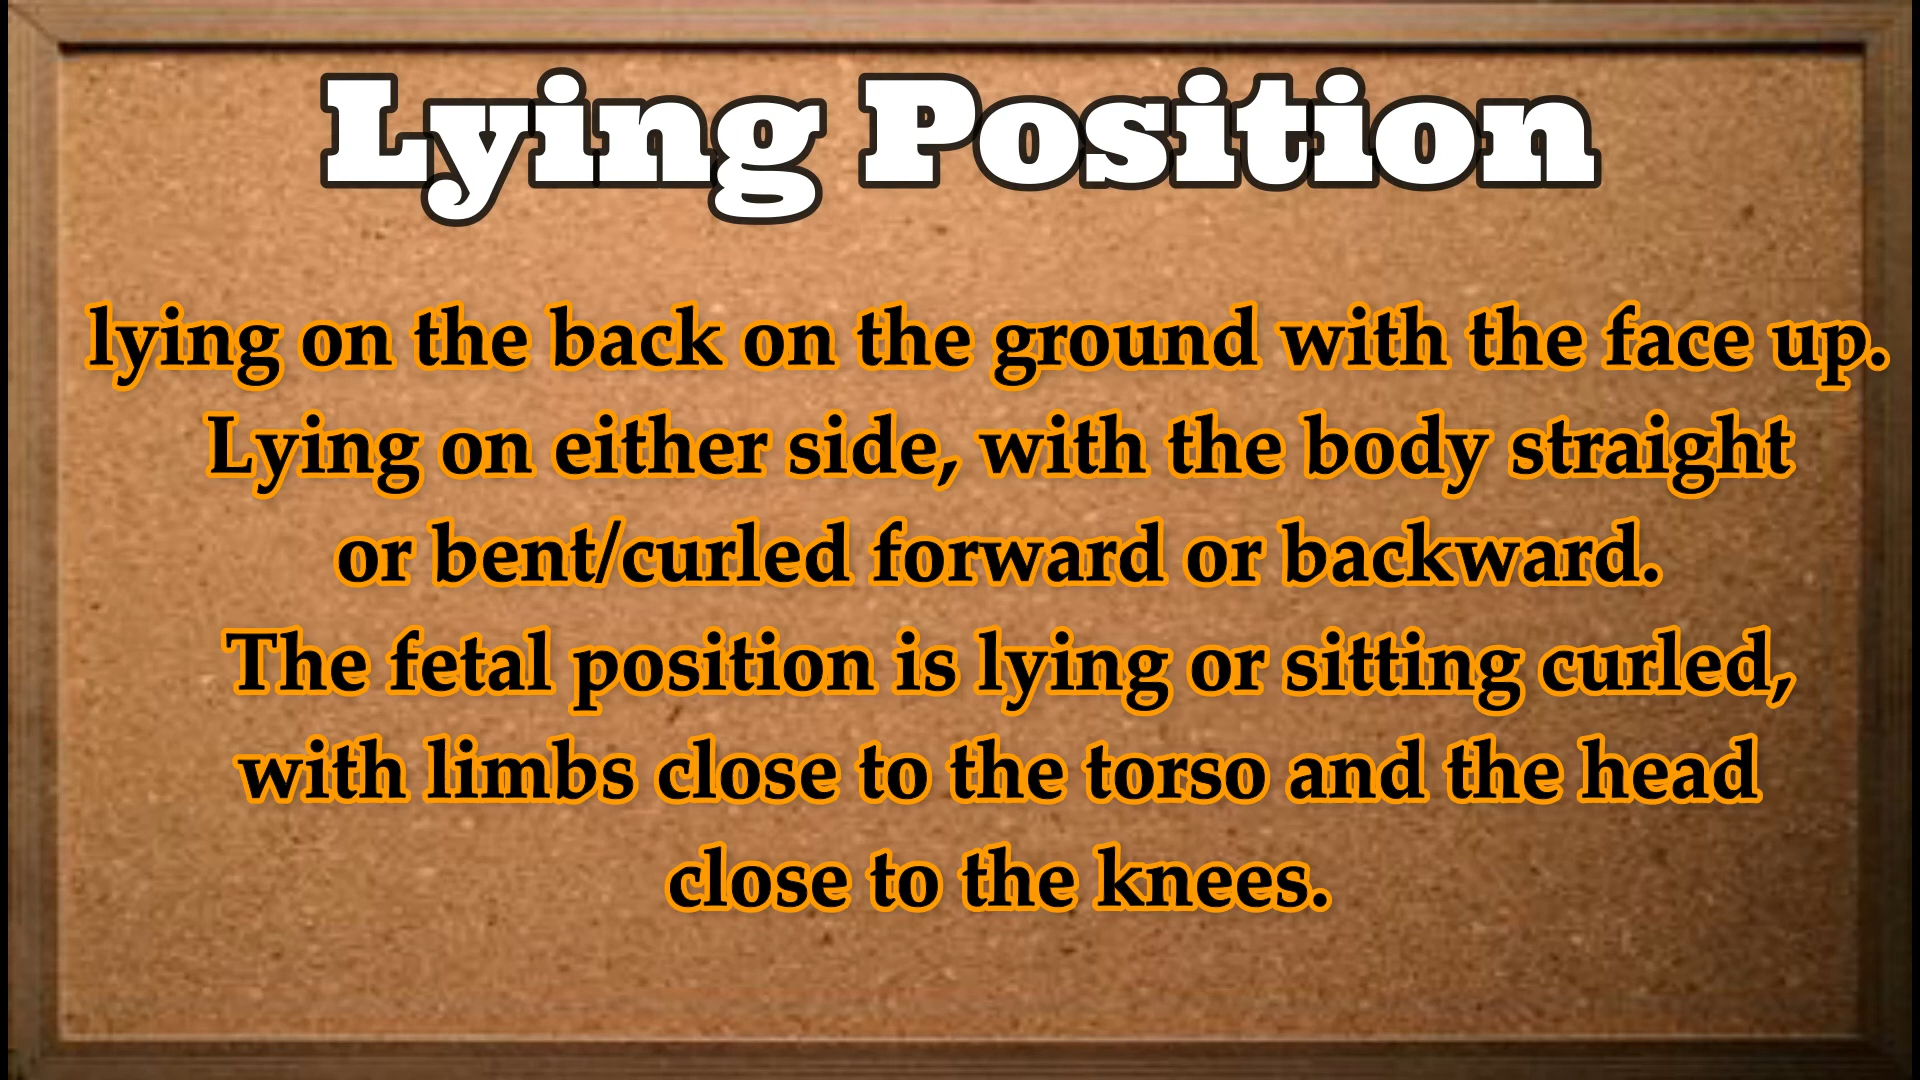 Lying Position
lying on the back on the ground with the face up.
Lying on either side, with the body straight
or bent/curled forward or backward.
The fetal position is lying or sitting curled,
with limbs close to the torso and the head
close to the knees.